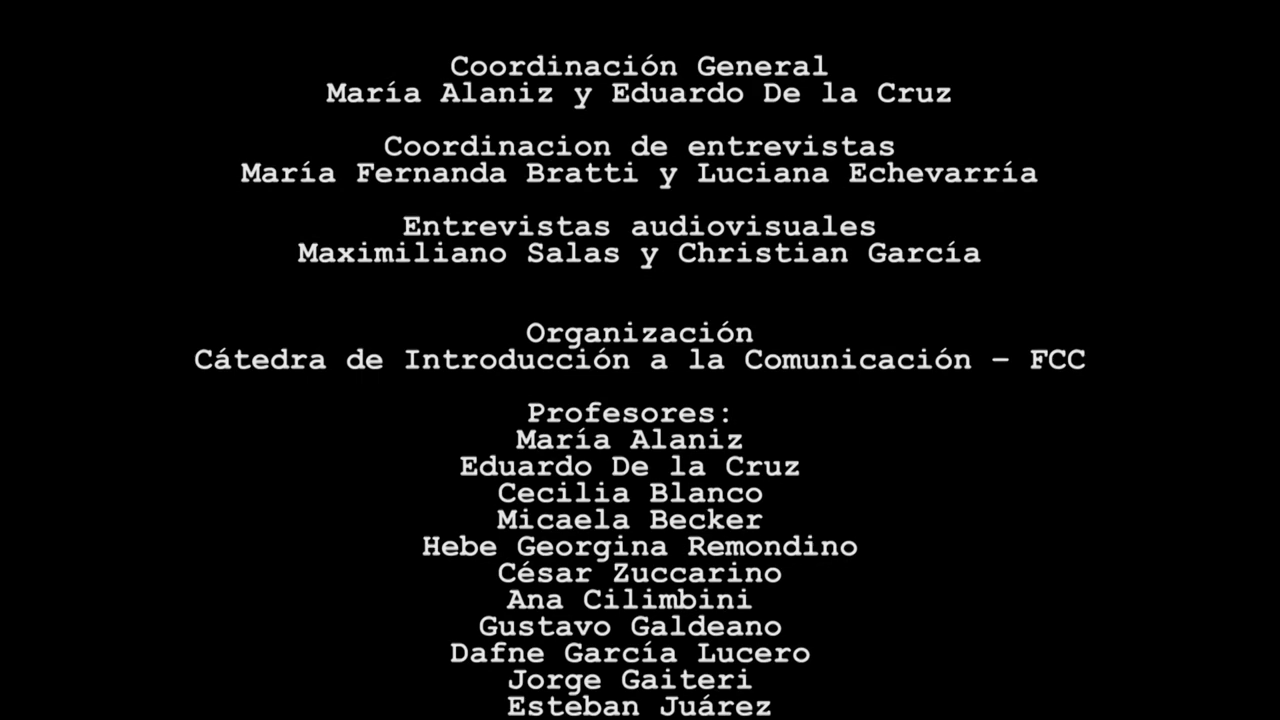 Coordinación General
María Alaniz y Eduardo De la Cruz
Coordinacion de entrevistas
María Fernanda Bratti y Luciana Echevarría
Entrevistas audiovisuales
Maximiliano Salas y Christian García
Organización
Cátedra de Introducción a la Comunicación – FCC
Profesores:
María Alaniz
Eduardo De la Cruz
Cecilia Blanco
Micaela Becker
Hebe Georgina Remondino
César Zuccarino
Ana Cilimbini
Gustavo Galdeano
Dafne García Lucero
Jorge Gaiteri
Esteban Juárez